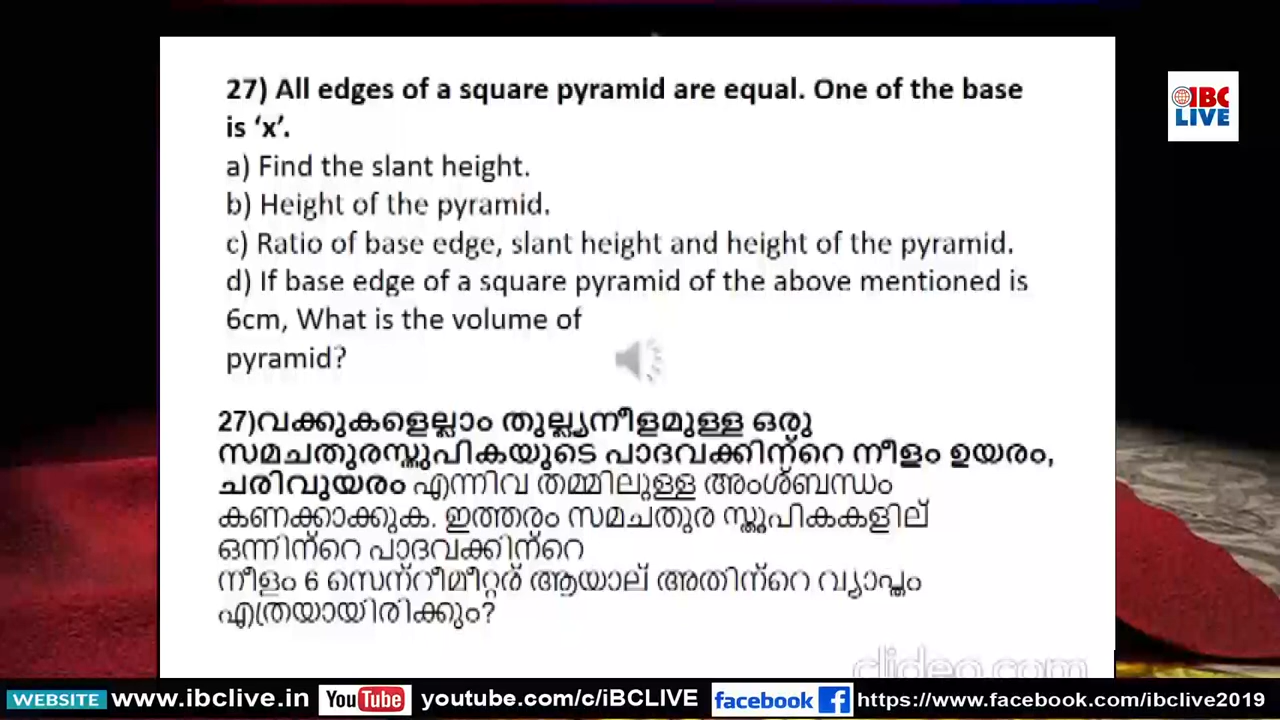 27) All edges of a square pyramid are equal. One of the base
is ‘x’.
a) Find the slant height.
b) Height of the pyramid.
c) Ratio of base edge, slant height and height of the pyramid.
d) If base edge of a square pyramid of the above mentioned is
6cm, What is the volume of
pyramid?
27)വക്കുകളെല്ലാം തുല്ല്യനീളമുള്ള ഒരു
സമചതുരസ്തുപികയുടെ പാദവക്കിന്റെ നീളം ഉയരം,
ചരിവുയരം എന്നിവ തമ്മിലുള്ള അംശ്ബന്ധം
കണക്കാക്കുക. ഇത്തരം സമചതുര സ്തൂപികകളില്
ഒന്നിന്റെ പാദവക്കിന്റെ
നീളം 6 സെന്റീമീറ്റര് ആയാല് അതിന്റെ വ്യാപ്തം
എത്രയായിരിക്കും?
IBC
LIVE
clideo.com
WEBSITE www.ibclive.in YouTube youtube.com/c/iBCLIVE facebook f https://www.facebook.com/ibclive2019